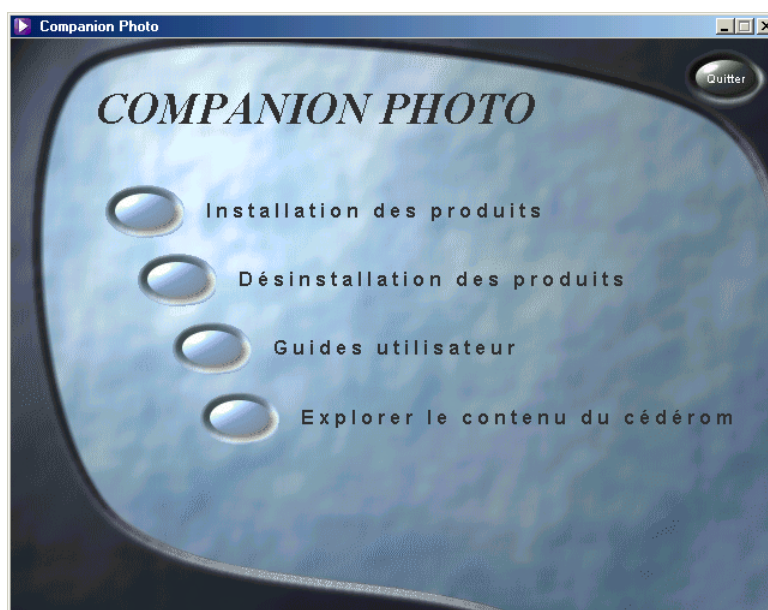 Companion Photo
Quitter
COMPANION PHOTO
Installation des produits
Désinstallation des produits
Guides utilisateur
Explorer le contenu du cédérom